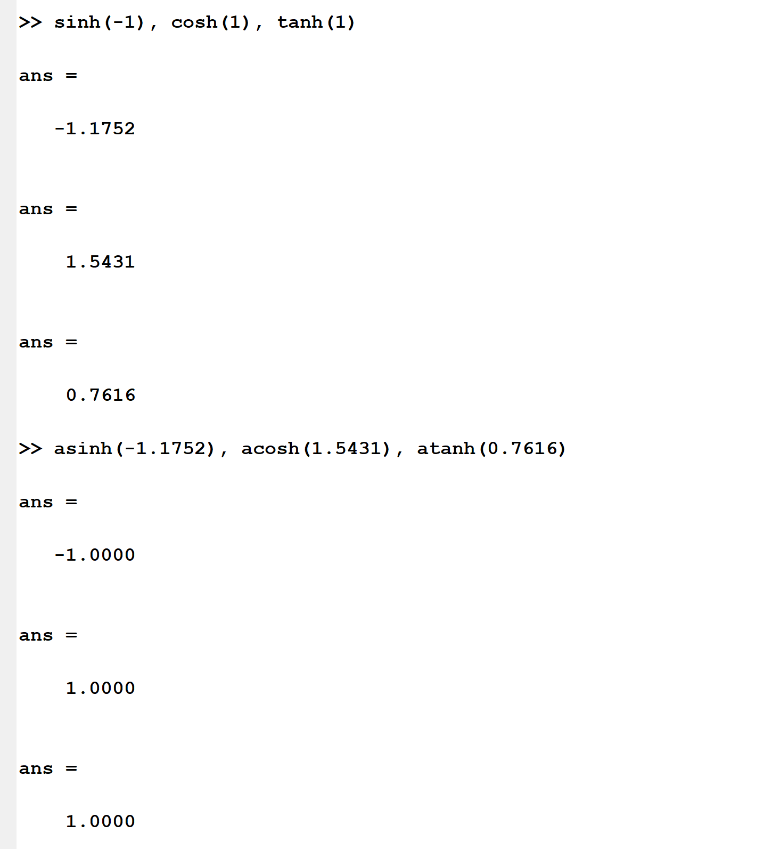 >> sinh(-1), cosh(1), tanh(1)
ans =
-1.1752
ans =
1.5431
ans =
0.7616
>> asinh(-1.1752), acosh(1.5431), atanh(0.7616)
ans =
-1.0000
ans =
1.0000
ans =
1.0000